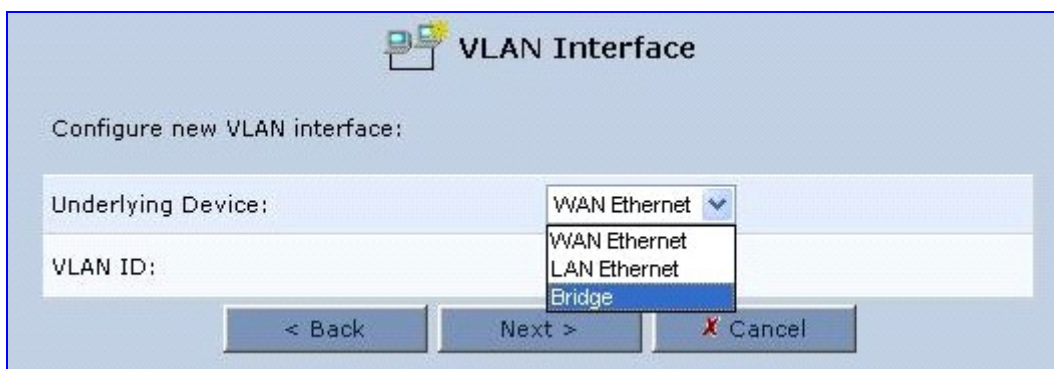 VLAN Interface
Configure new VLAN interface:
Underlying Device:
WAN Ethernet
WAN Ethernet
LAN Ethernet
Bridge
VLAN ID:
< Back
Next >
Cancel